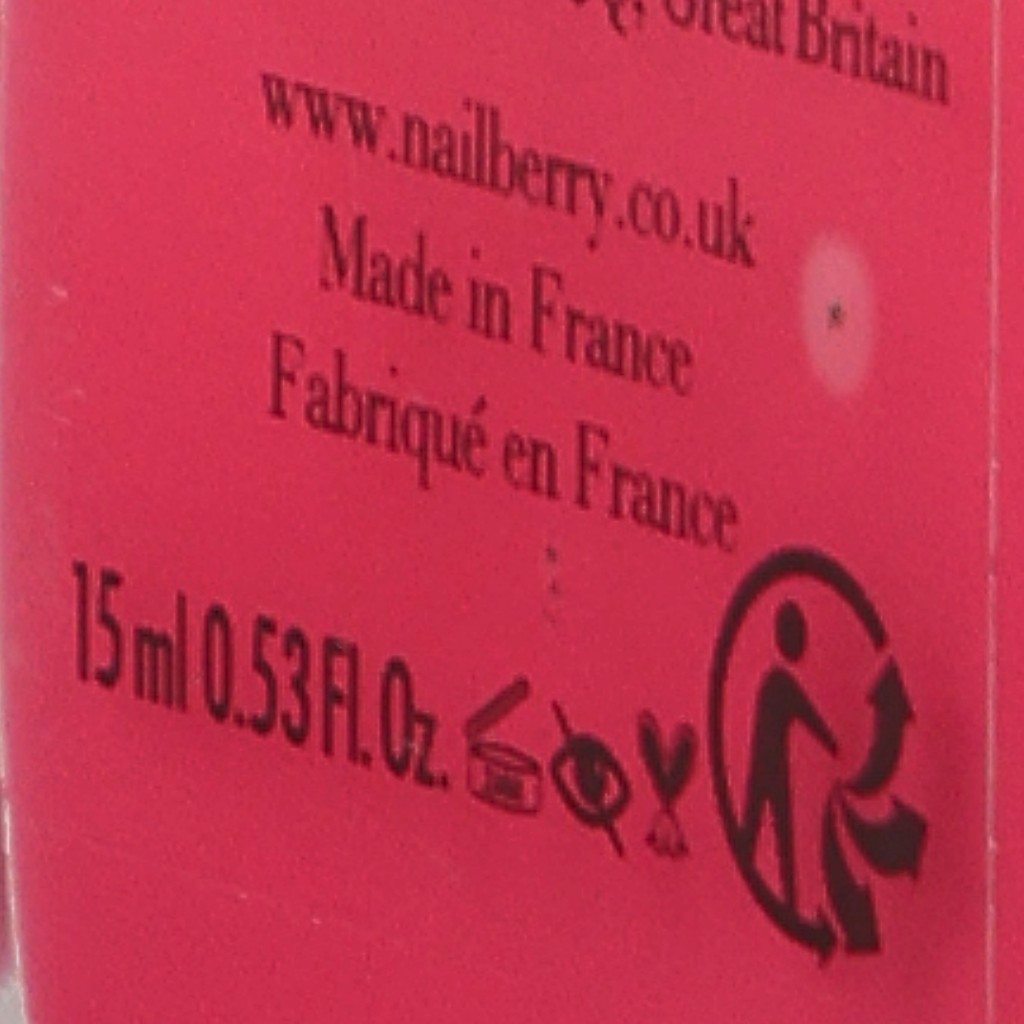 Great Britain
www.nailberry.co.uk
Made in France
Fabriqué en France
15 ml 0.53 Fl. Oz.